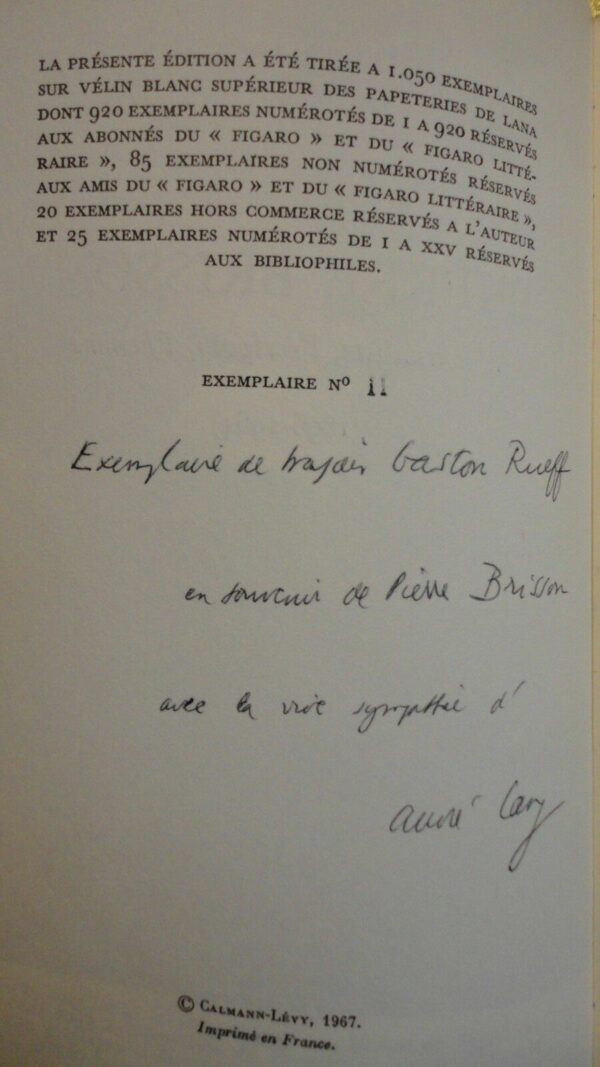 LA PRÉSENTE ÉDITION A ÉTÉ TIRÉE A 1.050 EXEMPLAIRES
SUR VÉLIN BLANC SUPÉRIEUR DES PAPETERIES DE LANA
DONT 920 EXEMPLAIRES NUMÉROTÉS DE 1 A 920 RÉSERVÉS
AUX ABONNÉS DU « FIGARO » ET DU « FIGARO LITTÉ-
RAIRE », 85 EXEMPLAIRES NON NUMÉROTÉS RÉSERVÉS
AUX AMIS DU « FIGARO » ET DU « FIGARO LITTÉRAIRE »,
20 EXEMPLAIRES HORS COMMERCE RÉSERVÉS A L'AUTEUR
ET 25 EXEMPLAIRES NUMÉROTÉS DE I A XXV RÉSERVÉS
AUX BIBLIOPHILES.
EXEMPLAIRE Nº 11
Exemplaire de Gaston Rueff
en souvenir de Pierre Brisson
avec la vive sympathie d'
André
© CALMANN-LÉVY, 1967.
Imprimé en France.